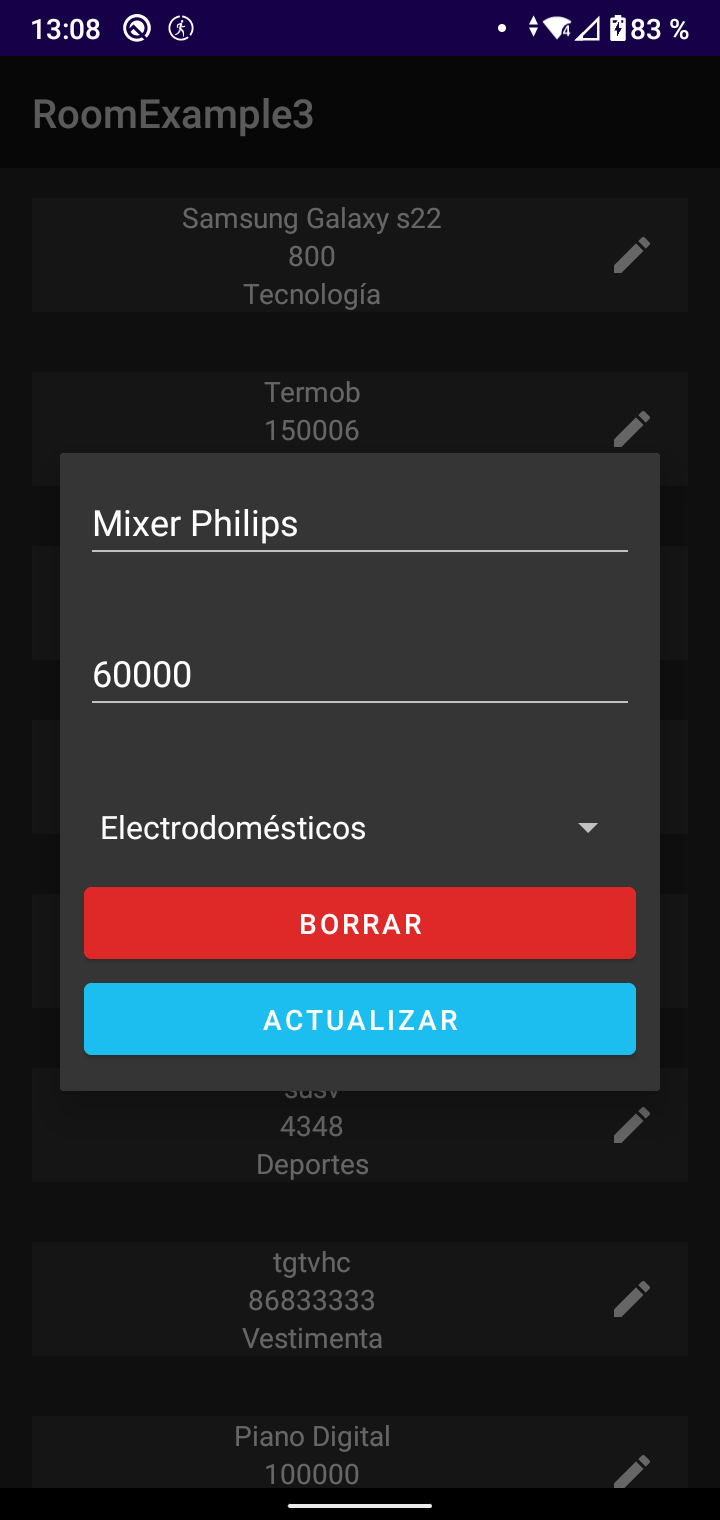 13:08
4
83 %
RoomExample3
Samsung Galaxy s22
800
Tecnología
Termob
150006
Mixer Philips
60000
Electrodomésticos
BORRAR
ACTUALIZAR
4348
Deportes
tgtvhc
86833333
Vestimenta
Piano Digital
100000